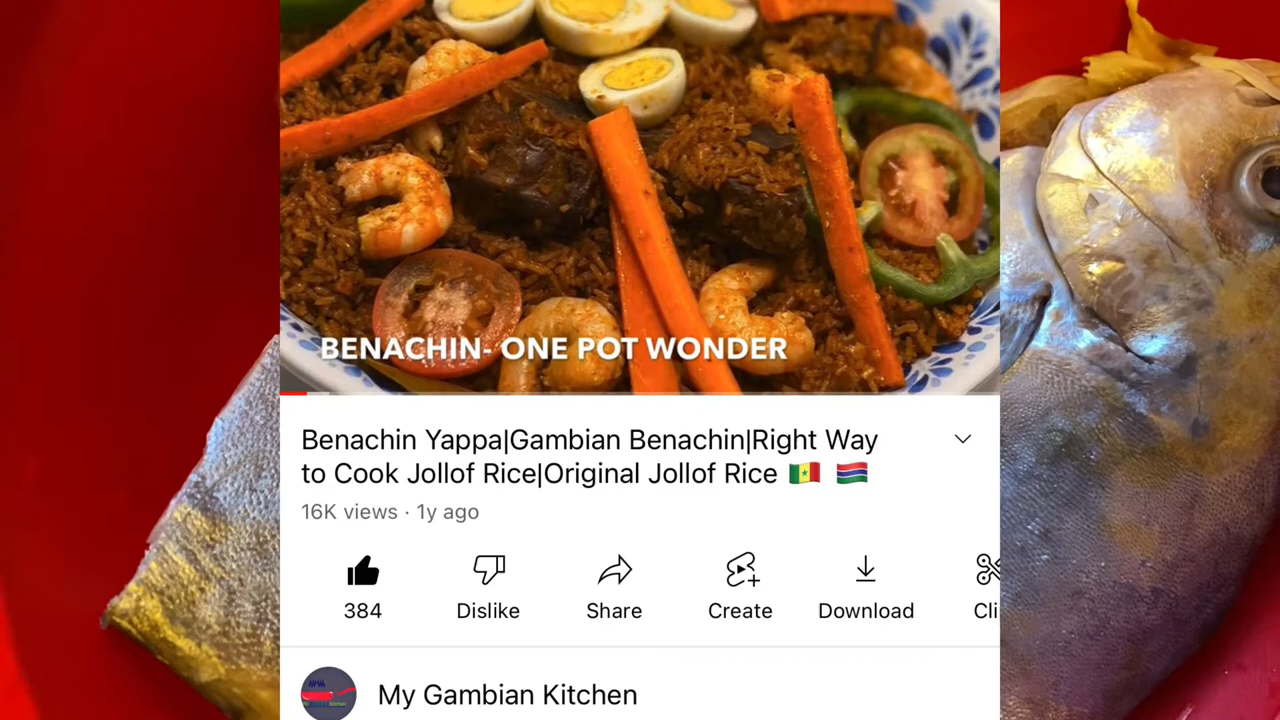 BENACHIN- ONE POT WONDER
Benachin Yappa|Gambian Benachin|Right Way
to Cook Jollof Rice|Original Jollof Rice 🇸🇳 🇬🇲
16K views · 1y ago
384
Dislike
Share
Create
Download
Cli
My Gambian Kitchen